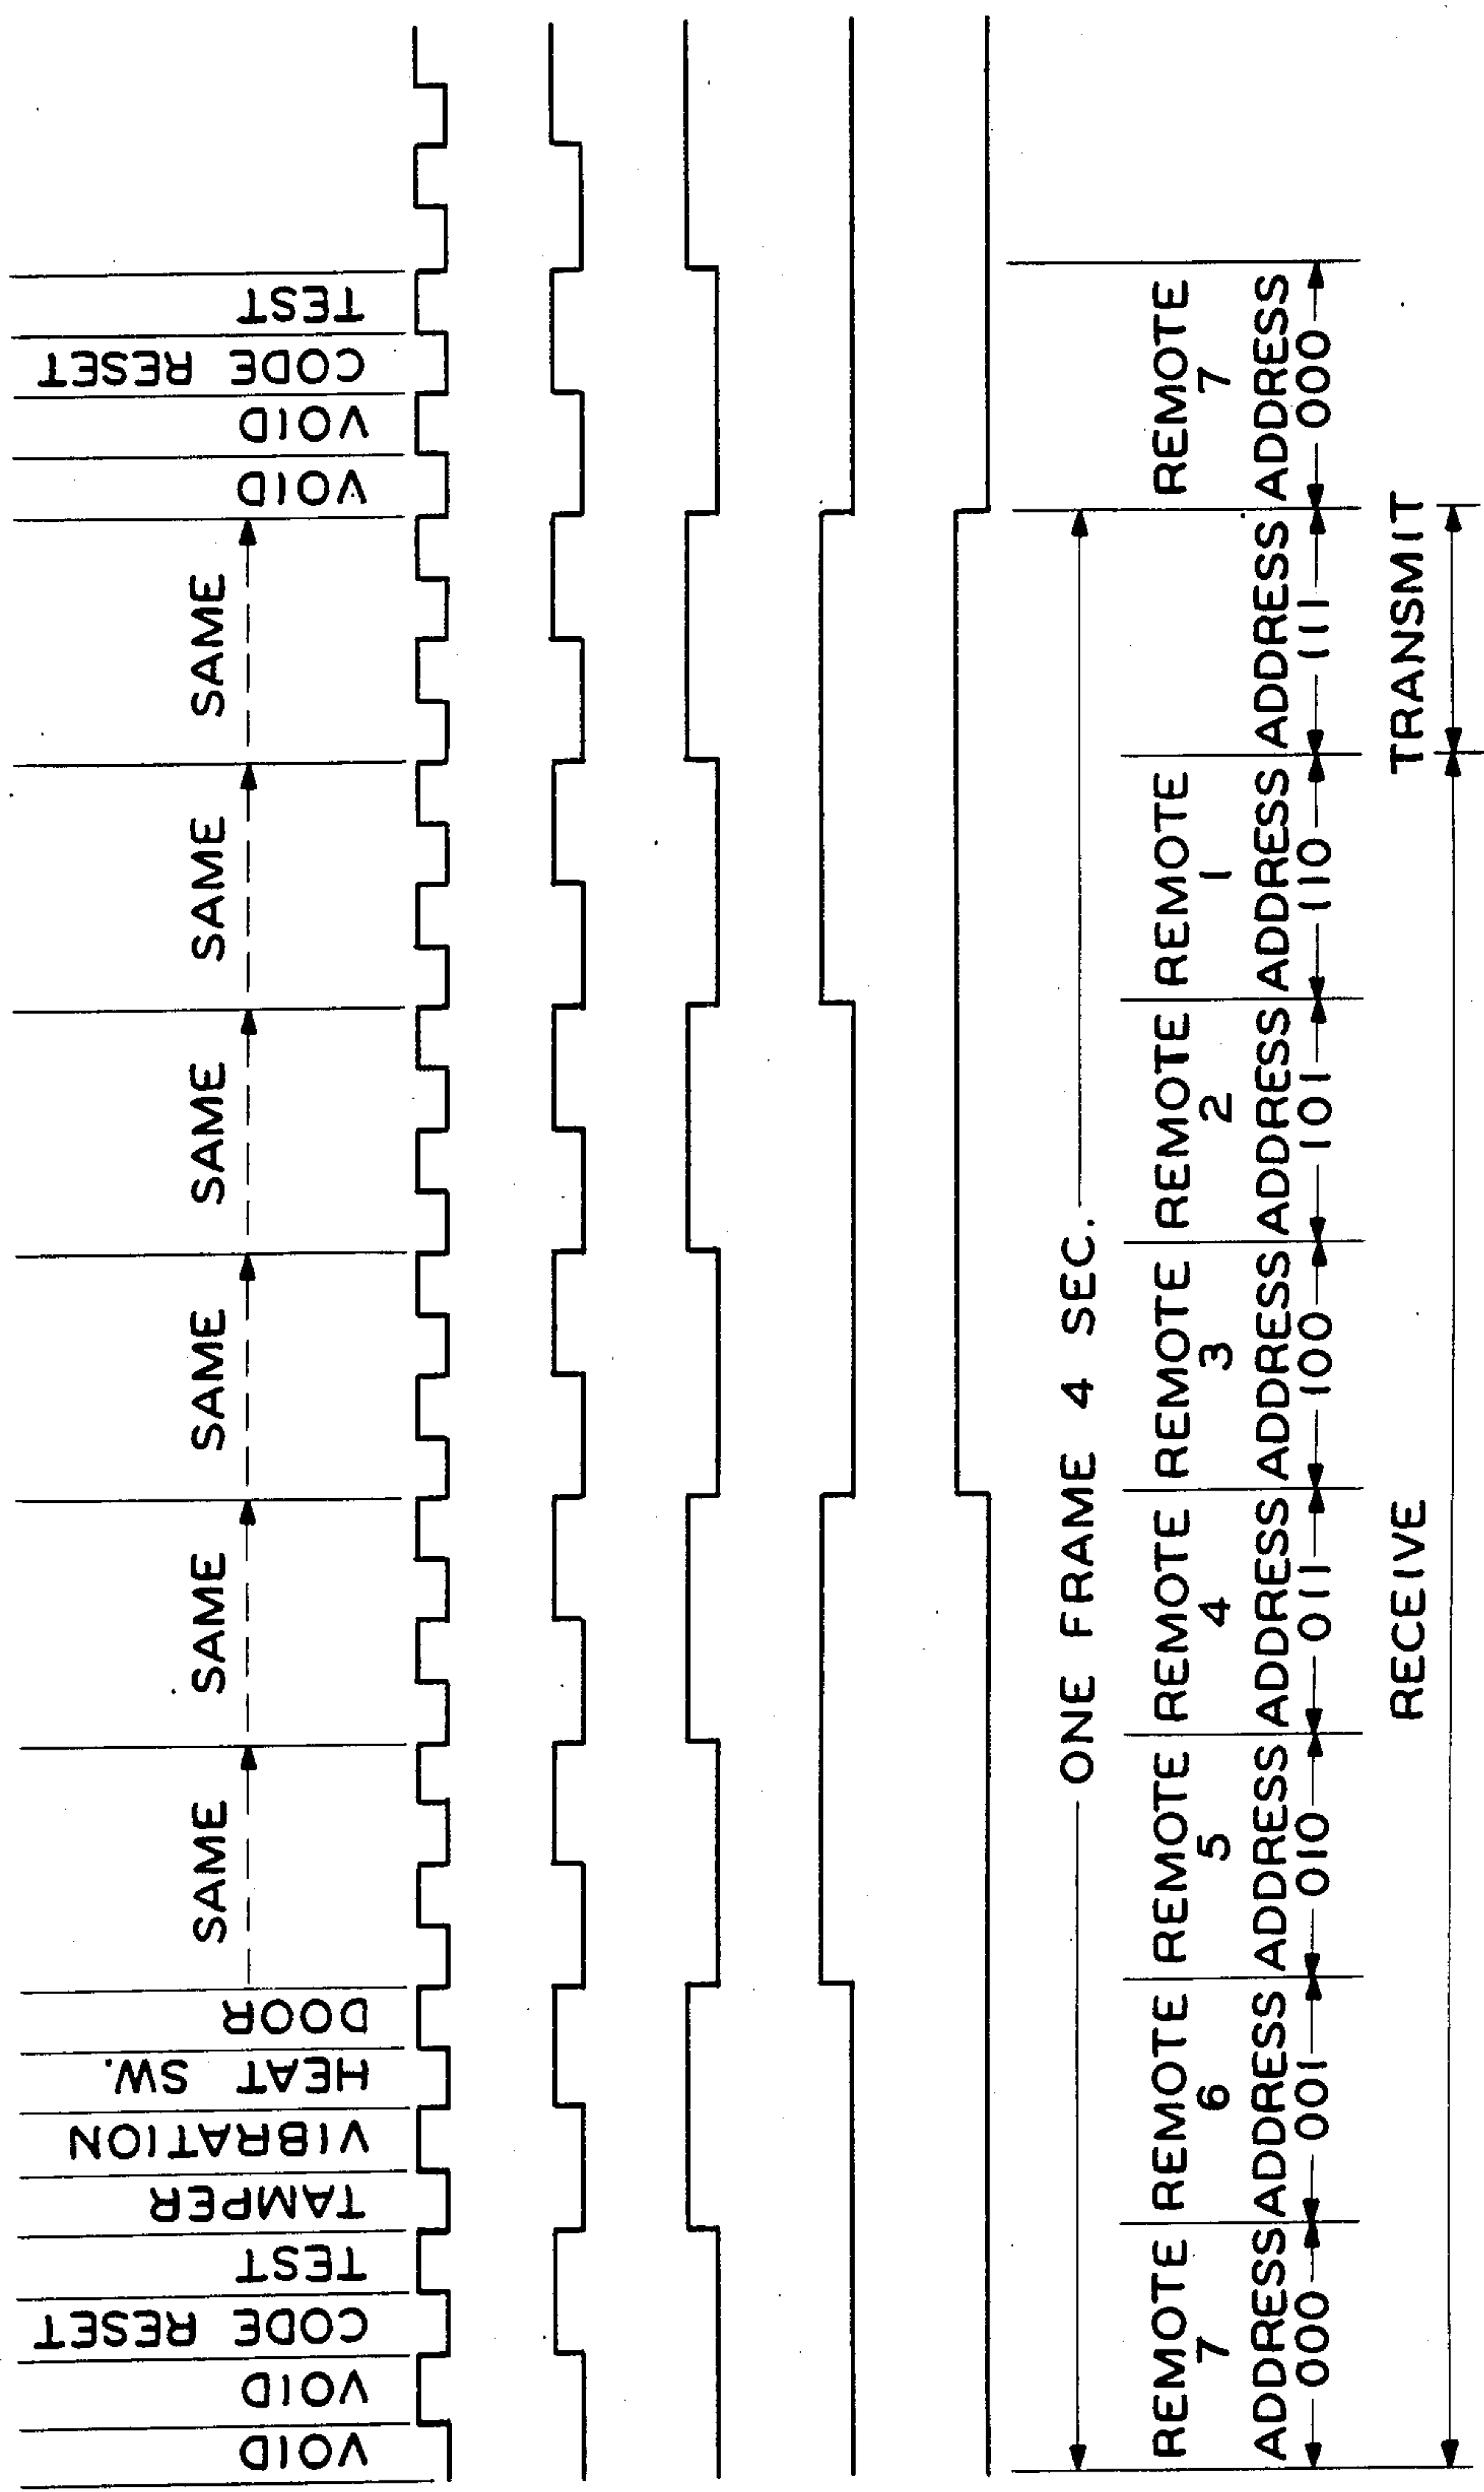 VOID
VOID
CODE RESET
TEST
TAMPER
VIBRATION
HEAT SW.
DOOR
SAME
SAME
SAME
SAME
SAME
SAME
VOID
VOID
CODE RESET
TEST
ONE FRAME 4 SEC.
REMOTE 7
REMOTE 6
REMOTE 5
REMOTE 4
REMOTE 3
REMOTE 2
REMOTE 1
REMOTE 7
ADDRESS 000
ADDRESS 001
ADDRESS 010
ADDRESS 011
ADDRESS 100
ADDRESS 101
ADDRESS 110
ADDRESS 111
ADDRESS 000
RECEIVE
TRANSMIT